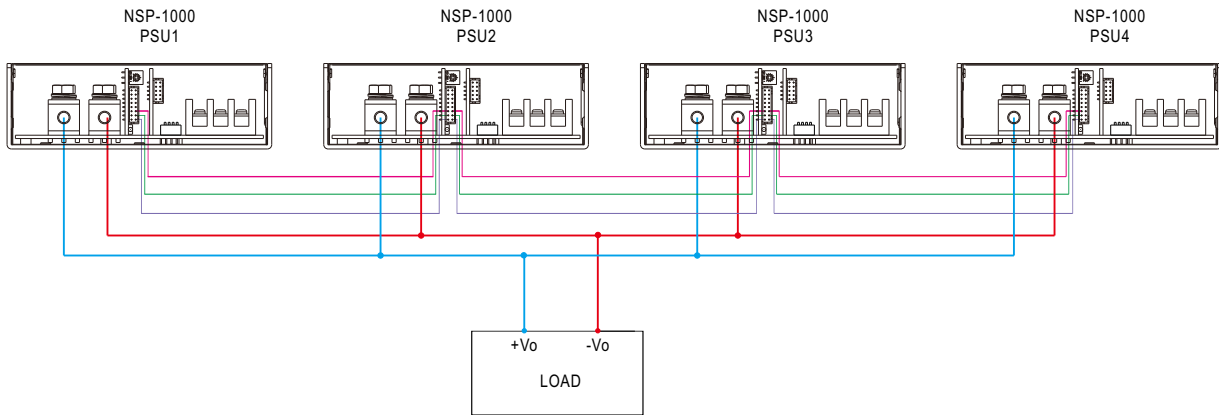 NSP-1000
PSU1
NSP-1000
PSU2
NSP-1000
PSU3
NSP-1000
PSU4
+Vo -Vo
LOAD